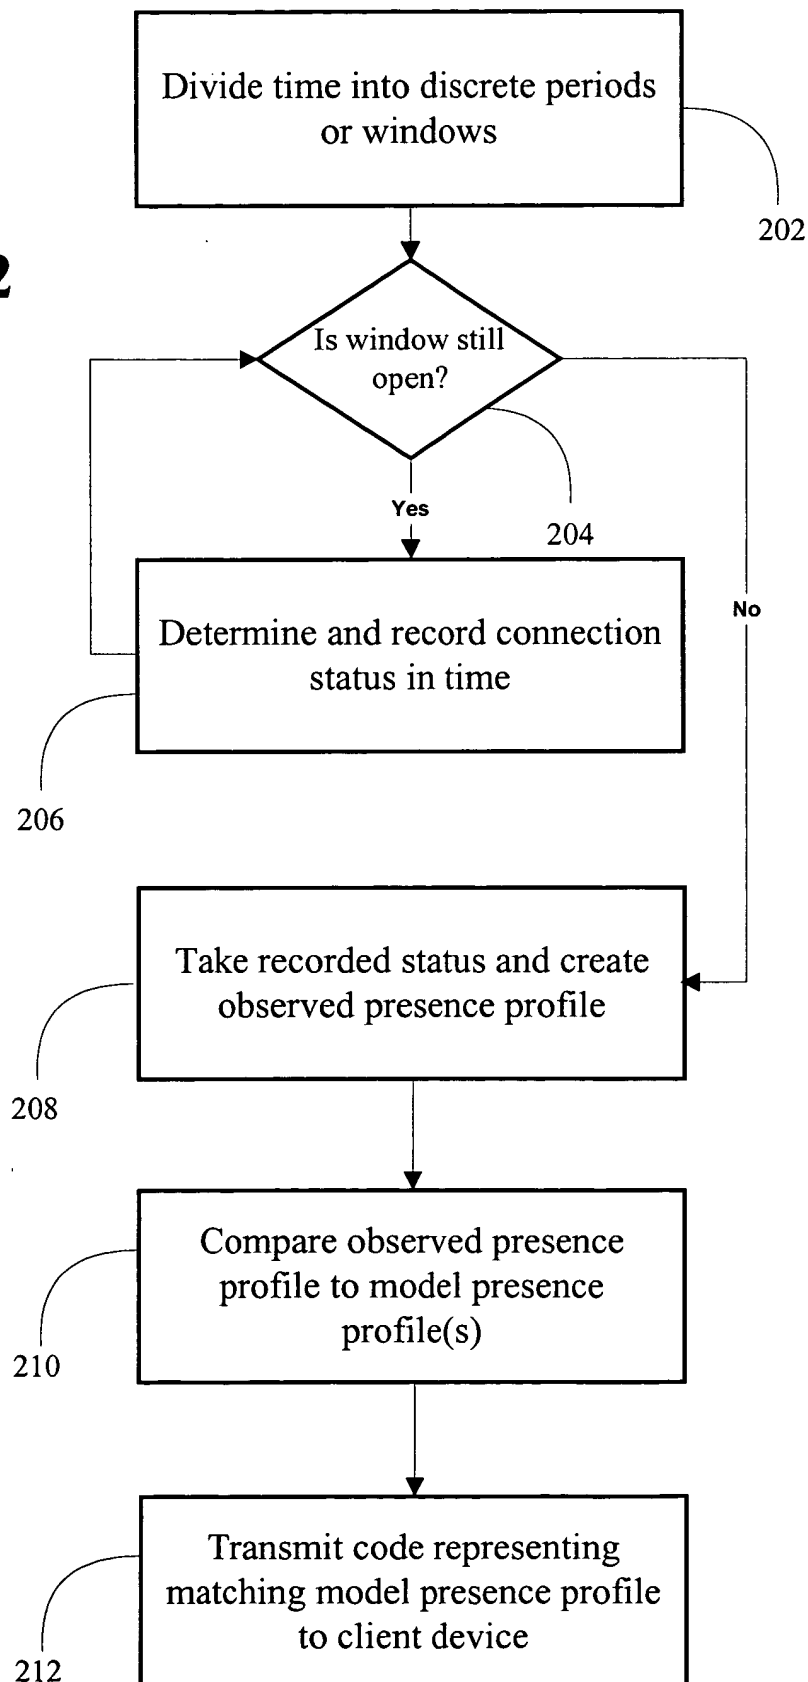 Divide time into discrete periods
or windows
202
2
Is window still
open?
Yes
204
No
Determine and record connection
status in time
206
Take recorded status and create
observed presence profile
208
Compare observed presence
profile to model presence
profile(s)
210
Transmit code representing
matching model presence profile
to client device
212